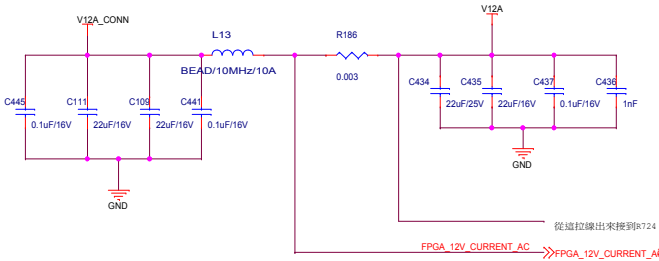 V12A_CONN
V12A
L13
R186
BEAD/10MHz/10A
0.003
C445
C111
C109
C441
0.1uF/16V
22uF/16V
22uF/16V
0.1uF/16V
C434
C435
C437
C436
22uF/25V
22uF/16V
0.1uF/16V
1nF
GND
GND
從這拉線出來接到R724
FPGA_12V_CURRENT_AC
FPGA_12V_CURRENT_A